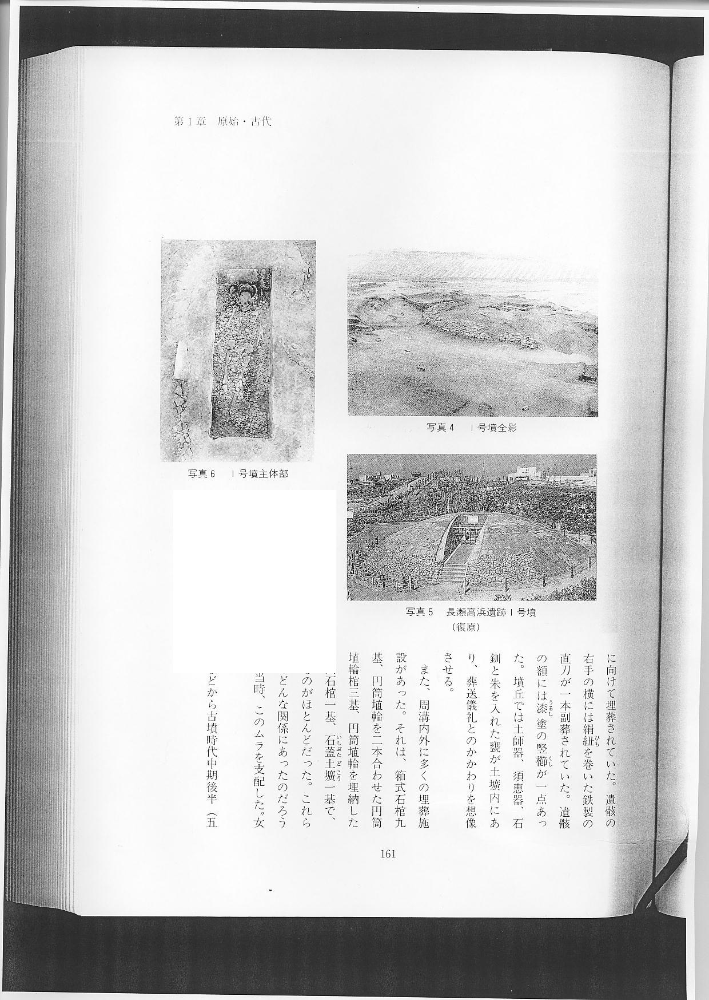 第1章　原始・古代
写真4　1号墳全影
写真5　長瀬高浜遺跡1号墳
（復原）
写真6　1号墳主体部
に向けて埋葬されていた。遺骸の
右手の横には絹紐を巻いた鉄製の
直刀が一本副葬されていた。遺骸
の額には漆塗の竪櫛が一点あっ
た。墳丘では土師器、須恵器、石
釧と朱を入れた甕が土壙内にあ
り、葬送儀礼とのかかわりを想像
させる。
また、周溝内外に多くの埋葬施
設があった。それは、箱式石棺九
基、円筒埴輪を二本合わせた円筒
埴輪棺三基、円筒埴輪を埋納した
石棺一基、石蓋土壙一基で、
のがほとんどだった。これら
どんな関係にあったのだろう
当時、このムラを支配した〝女
どから古墳時代中期後半（五
161